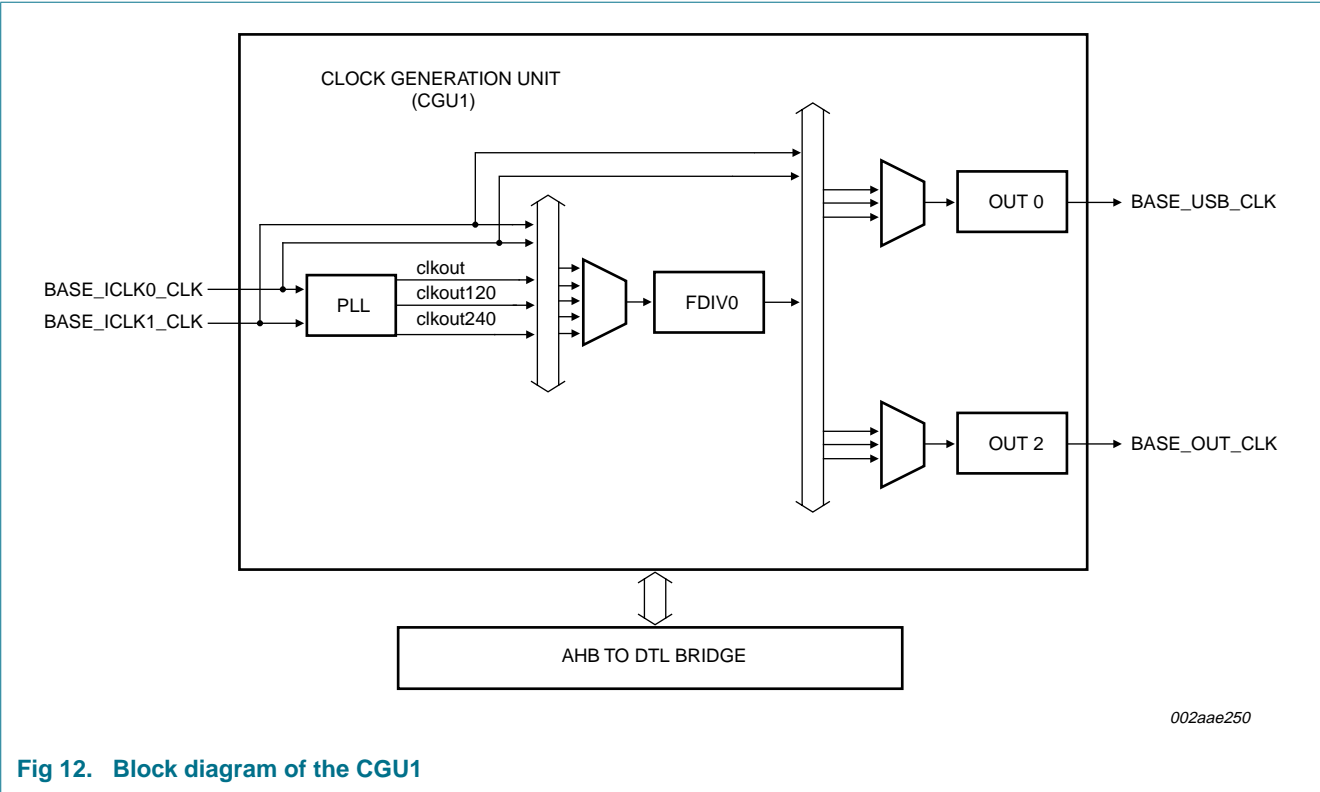 CLOCK GENERATION UNIT
(CGU1)
OUT 0
BASE_USB_CLK
clkout
BASE_ICLK0_CLK
clkout120
PLL
FDIV0
BASE_ICLK1_CLK
clkout240
OUT 2
BASE_OUT_CLK
AHB TO DTL BRIDGE
002aae250
Fig 12. Block diagram of the CGU1